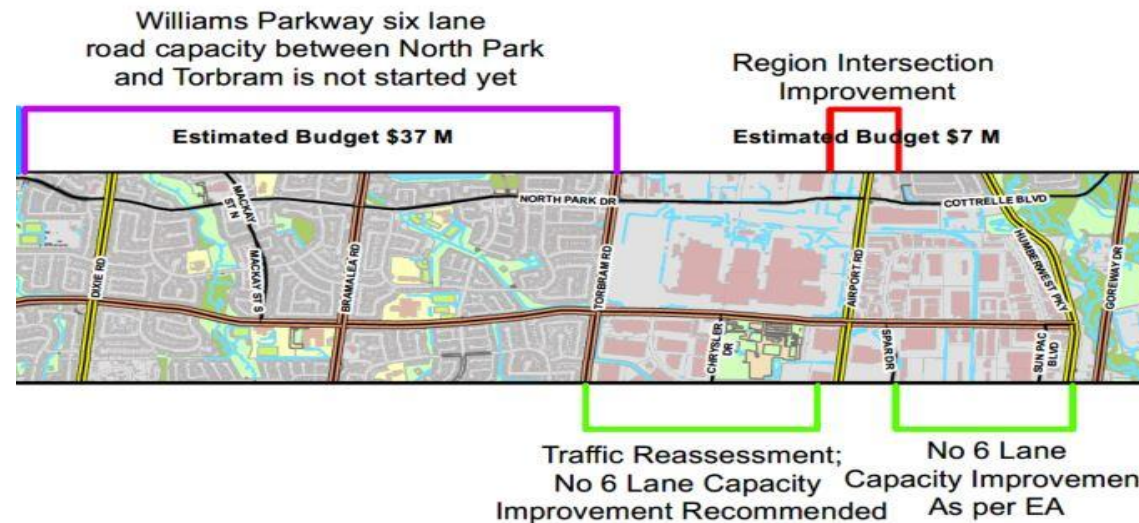 Williams Parkway six lane
road capacity between North Park
and Torbram is not started yet
Region Intersection
Improvement
Estimated Budget $37 M
Estimated Budget $7 M
DIXIE RD
MACKAY
ST N
MACKAY ST S
BRAMALEA RD
NORTH PARK DR
TORBRAM RD
CHRYSLER
DR
AIRPORT RD
SPAR DR
COTTRELLE BLVD
HUMBERWEST PKY
SUN PAC
BLVD
GOREWAY DR
Traffic Reassessment;
No 6 Lane Capacity
Improvement Recommended
No 6 Lane
Capacity Improvemen
As per EA